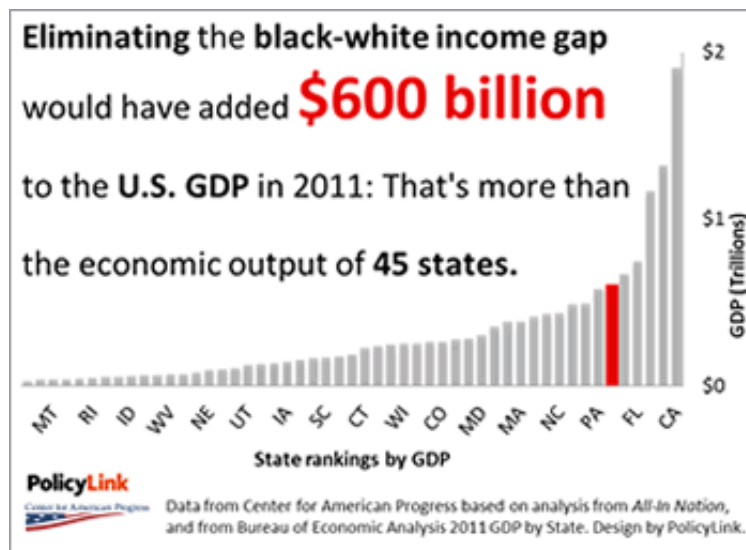 Eliminating the black-white income gap
would have added $600 billion
to the U.S. GDP in 2011: That's more than
the economic output of 45 states.
$2
$1
$0
GDP (Trillions)
MT RI ID WV NE UT IA SC CT WI CO MD MA NC PA FL CA
State rankings by GDP
PolicyLink
Center for American Progress
Data from Center for American Progress based on analysis from All-In Nation,
and from Bureau of Economic Analysis 2011 GDP by State. Design by PolicyLink.